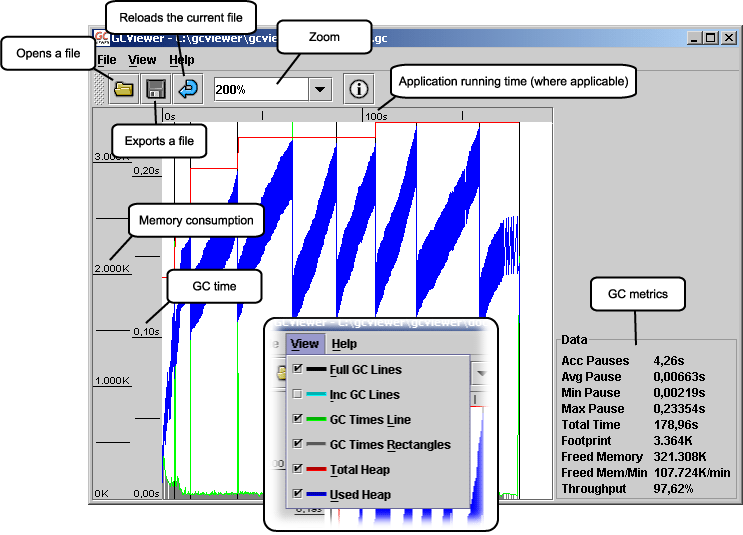 Reloads the current file
Opens a file
Zoom
GC
GCViewer - C:\gcviewer\gcvie
.gc
File View Help
200%
Application running time (where applicable)
0s
100s
Exports a file
3.000K
0,20s
Memory consumption
2.000K
GC time
GC metrics
0,10s
1.000K
0K
0,00s
View Help
Full GC Lines
Inc GC Lines
GC Times Line
GC Times Rectangles
Total Heap
Used Heap
Data
Acc Pauses 4,26s
Avg Pause 0,00663s
Min Pause 0,00219s
Max Pause 0,23354s
Total Time 178,96s
Footprint 3.364K
Freed Memory 321.308K
Freed Mem/Min 107.724K/min
Throughput 97,62%